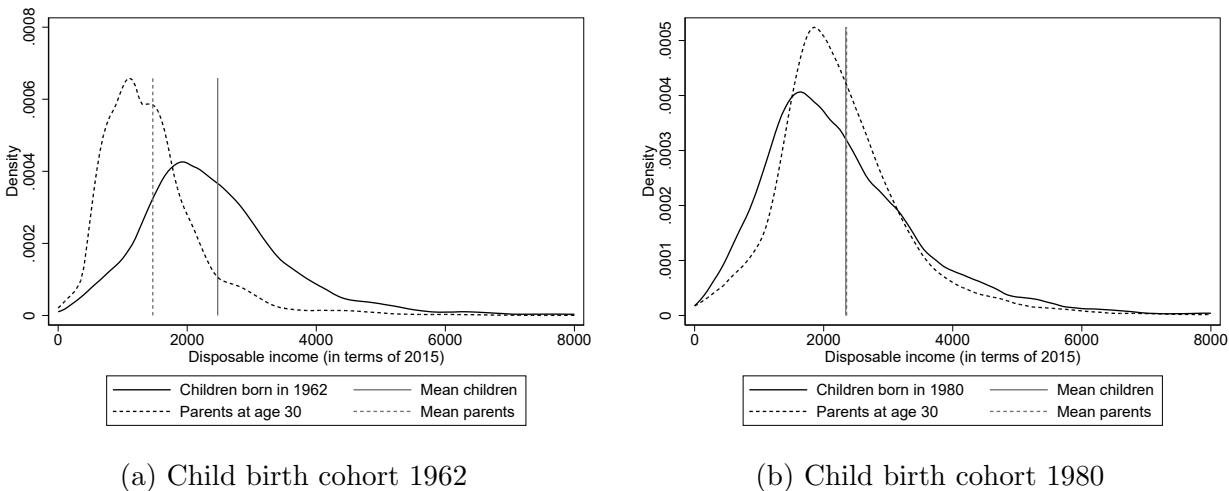 .0008
.0006
.0004
.0002
0
Density
0 2000 4000 6000 8000
Disposable income (in terms of 2015)
Children born in 1962 Mean children
Parents at age 30 Mean parents
(a) Child birth cohort 1962
.0005
.0004
.0003
.0002
.0001
0
Density
0 2000 4000 6000 8000
Disposable income (in terms of 2015)
Children born in 1980 Mean children
Parents at age 30 Mean parents
(b) Child birth cohort 1980